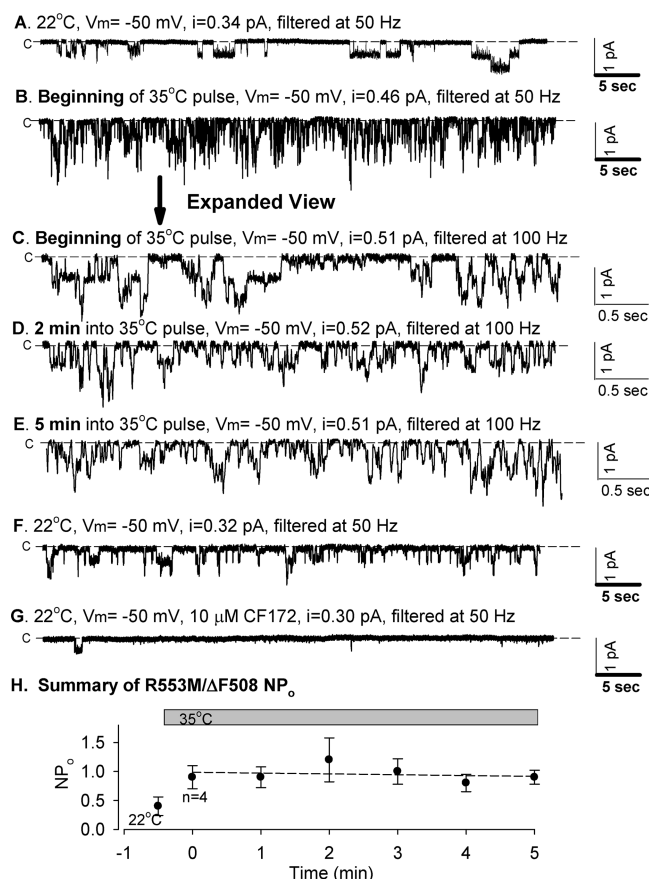 A. 22°C, Vm= -50 mV, i=0.34 pA, filtered at 50 Hz
C
1 pA
5 sec
B. Beginning of 35°C pulse, Vm= -50 mV, i=0.46 pA, filtered at 50 Hz
C
1 pA
5 sec
Expanded View
C. Beginning of 35°C pulse, Vm= -50 mV, i=0.51 pA, filtered at 100 Hz
C
1 pA
0.5 sec
D. 2 min into 35°C pulse, Vm= -50 mV, i=0.52 pA, filtered at 100 Hz
C
1 pA
0.5 sec
E. 5 min into 35°C pulse, Vm= -50 mV, i=0.51 pA, filtered at 100 Hz
C
1 pA
0.5 sec
F. 22°C, Vm= -50 mV, i=0.32 pA, filtered at 50 Hz
C
1 pA
5 sec
G. 22°C, Vm= -50 mV, 10 μM CF172, i=0.30 pA, filtered at 50 Hz
C
1 pA
5 sec
H. Summary of R553M/ΔF508 NPo
35°C
NPo
1.5
1.0
0.5
0.0
n=4
22°C
-1 0 1 2 3 4 5
Time (min)